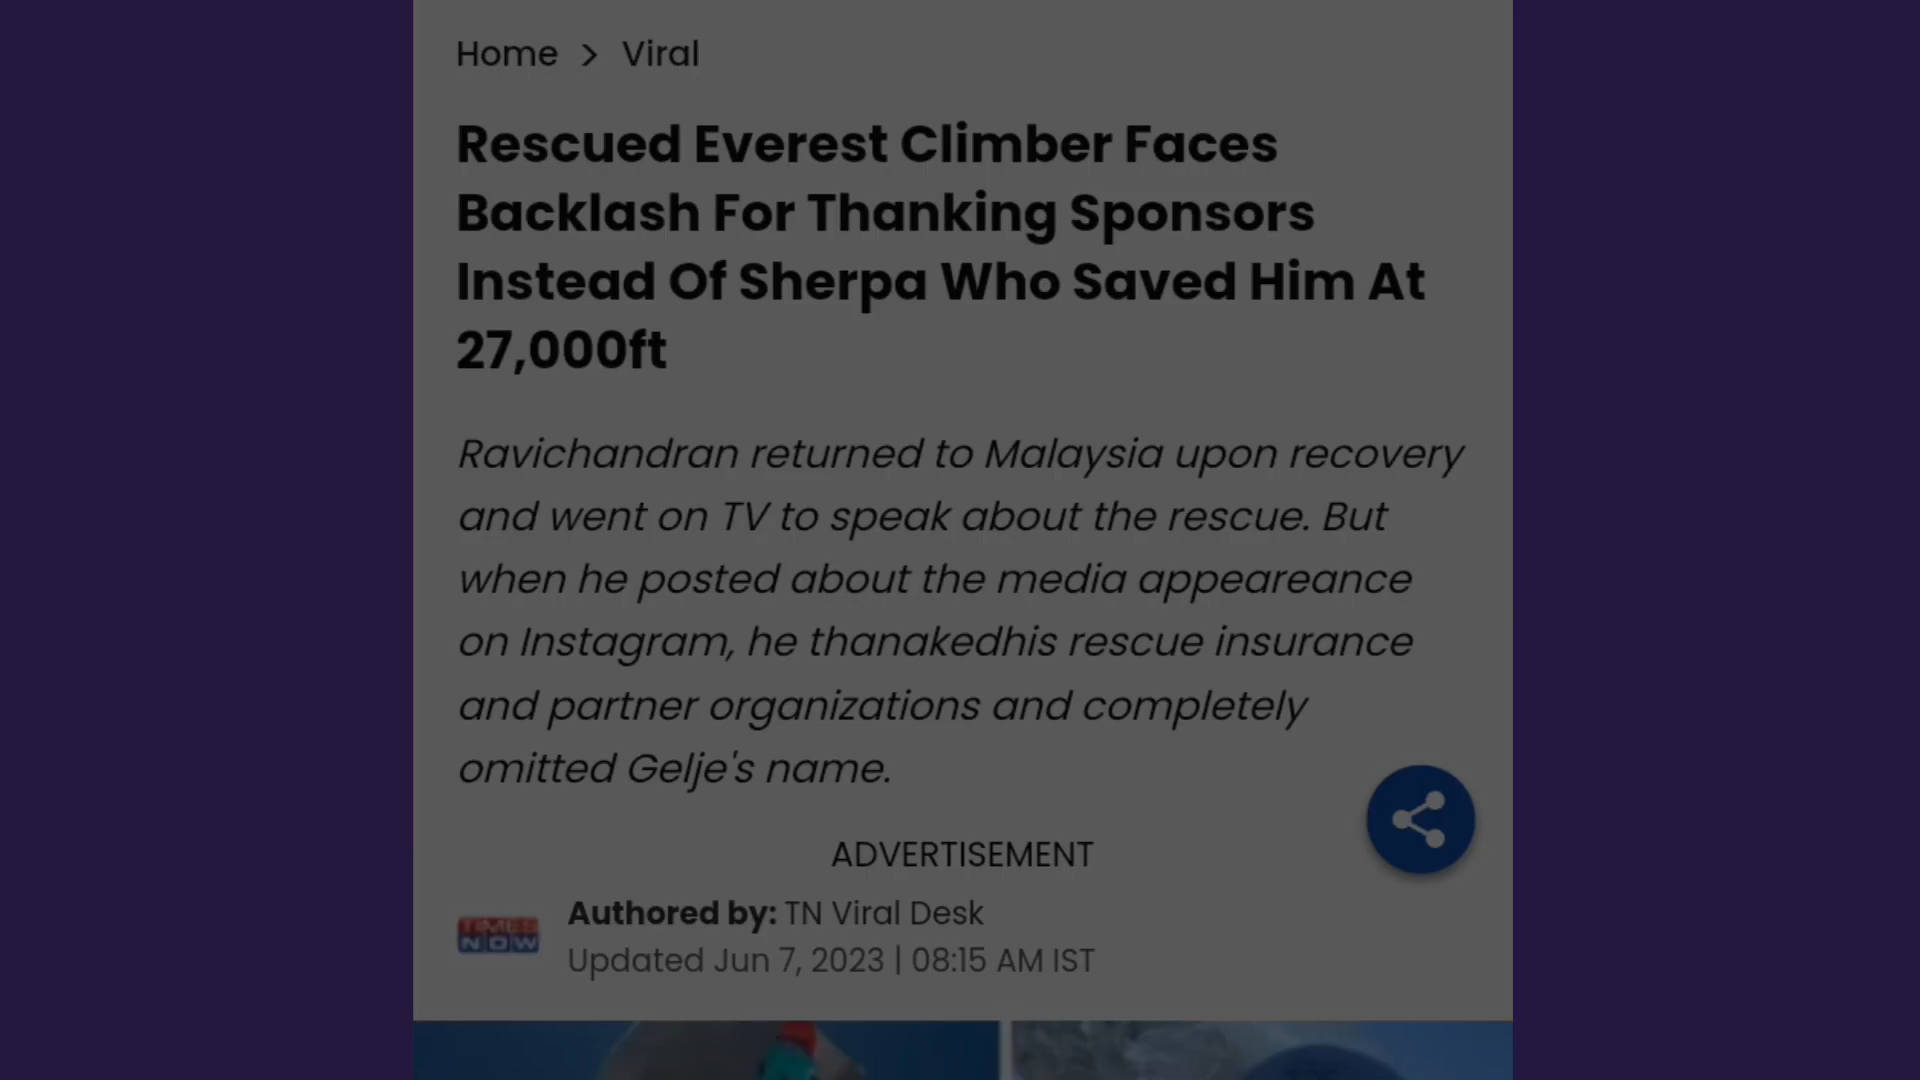 Home > Viral
Rescued Everest Climber Faces
Backlash For Thanking Sponsors
Instead Of Sherpa Who Saved Him At
27,000ft
Ravichandran returned to Malaysia upon recovery
and went on TV to speak about the rescue. But
when he posted about the media appeareance
on Instagram, he thanakedhis rescue insurance
and partner organizations and completely
omitted Gelje's name.
ADVERTISEMENT
TIMES
NOW
Authored by: TN Viral Desk
Updated Jun 7, 2023 | 08:15 AM IST